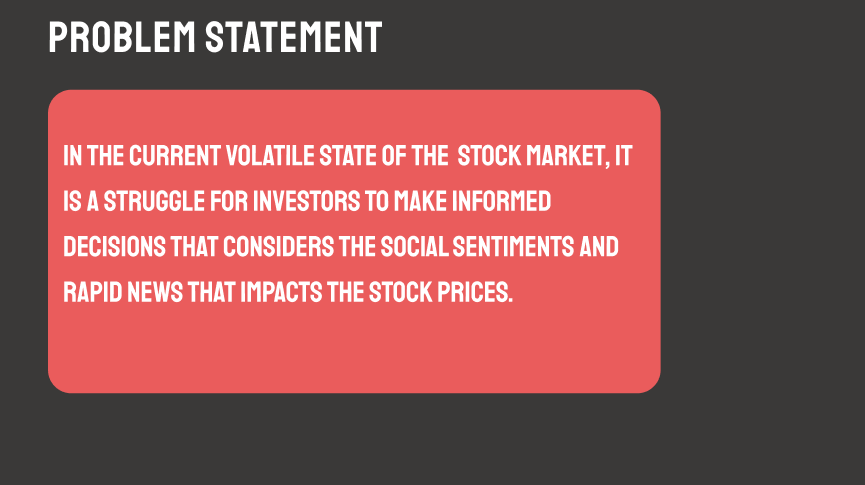 PROBLEM STATEMENT
IN THE CURRENT VOLATILE STATE OF THE STOCK MARKET, IT
IS A STRUGGLE FOR INVESTORS TO MAKE INFORMED
DECISIONS THAT CONSIDERS THE SOCIAL SENTIMENTS AND
RAPID NEWS THAT IMPACTS THE STOCK PRICES.